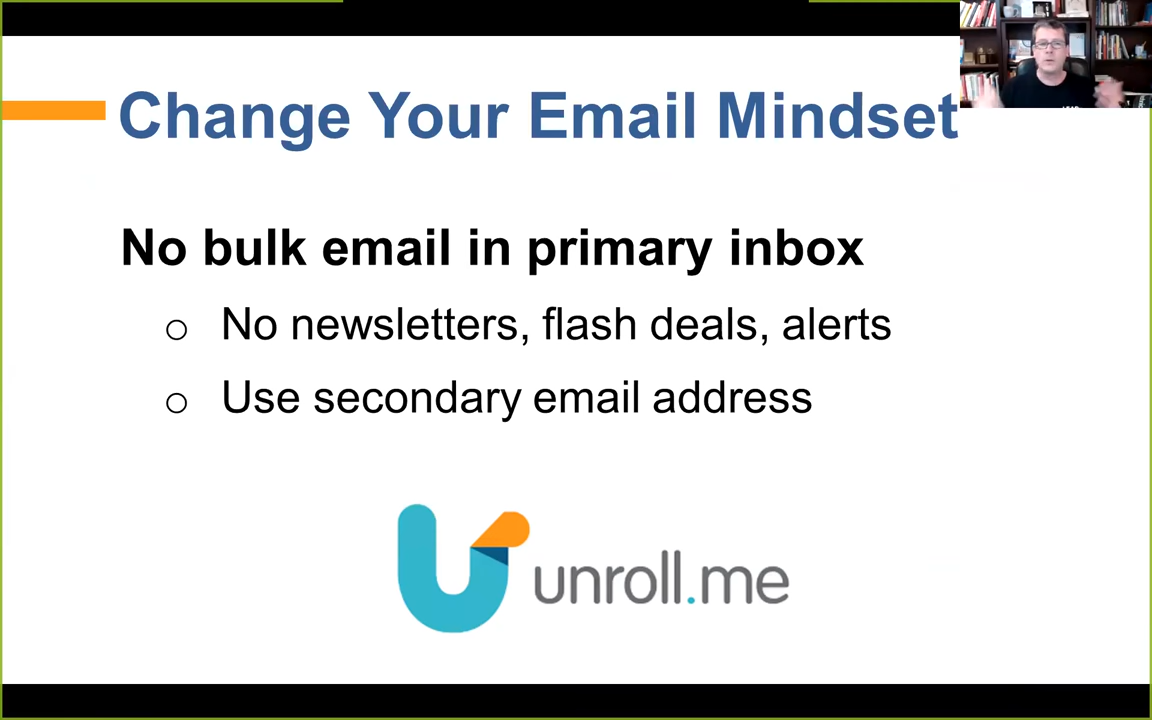 Change Your Email Mindset
No bulk email in primary inbox
No newsletters, flash deals, alerts
Use secondary email address
unroll.me